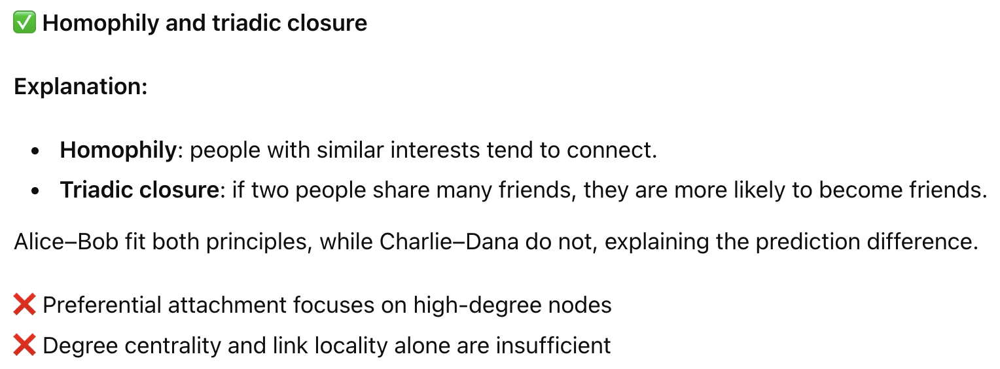 ✅ Homophily and triadic closure
Explanation:
• Homophily: people with similar interests tend to connect.
• Triadic closure: if two people share many friends, they are more likely to become friends.
Alice–Bob fit both principles, while Charlie–Dana do not, explaining the prediction difference.
❌ Preferential attachment focuses on high-degree nodes
❌ Degree centrality and link locality alone are insufficient